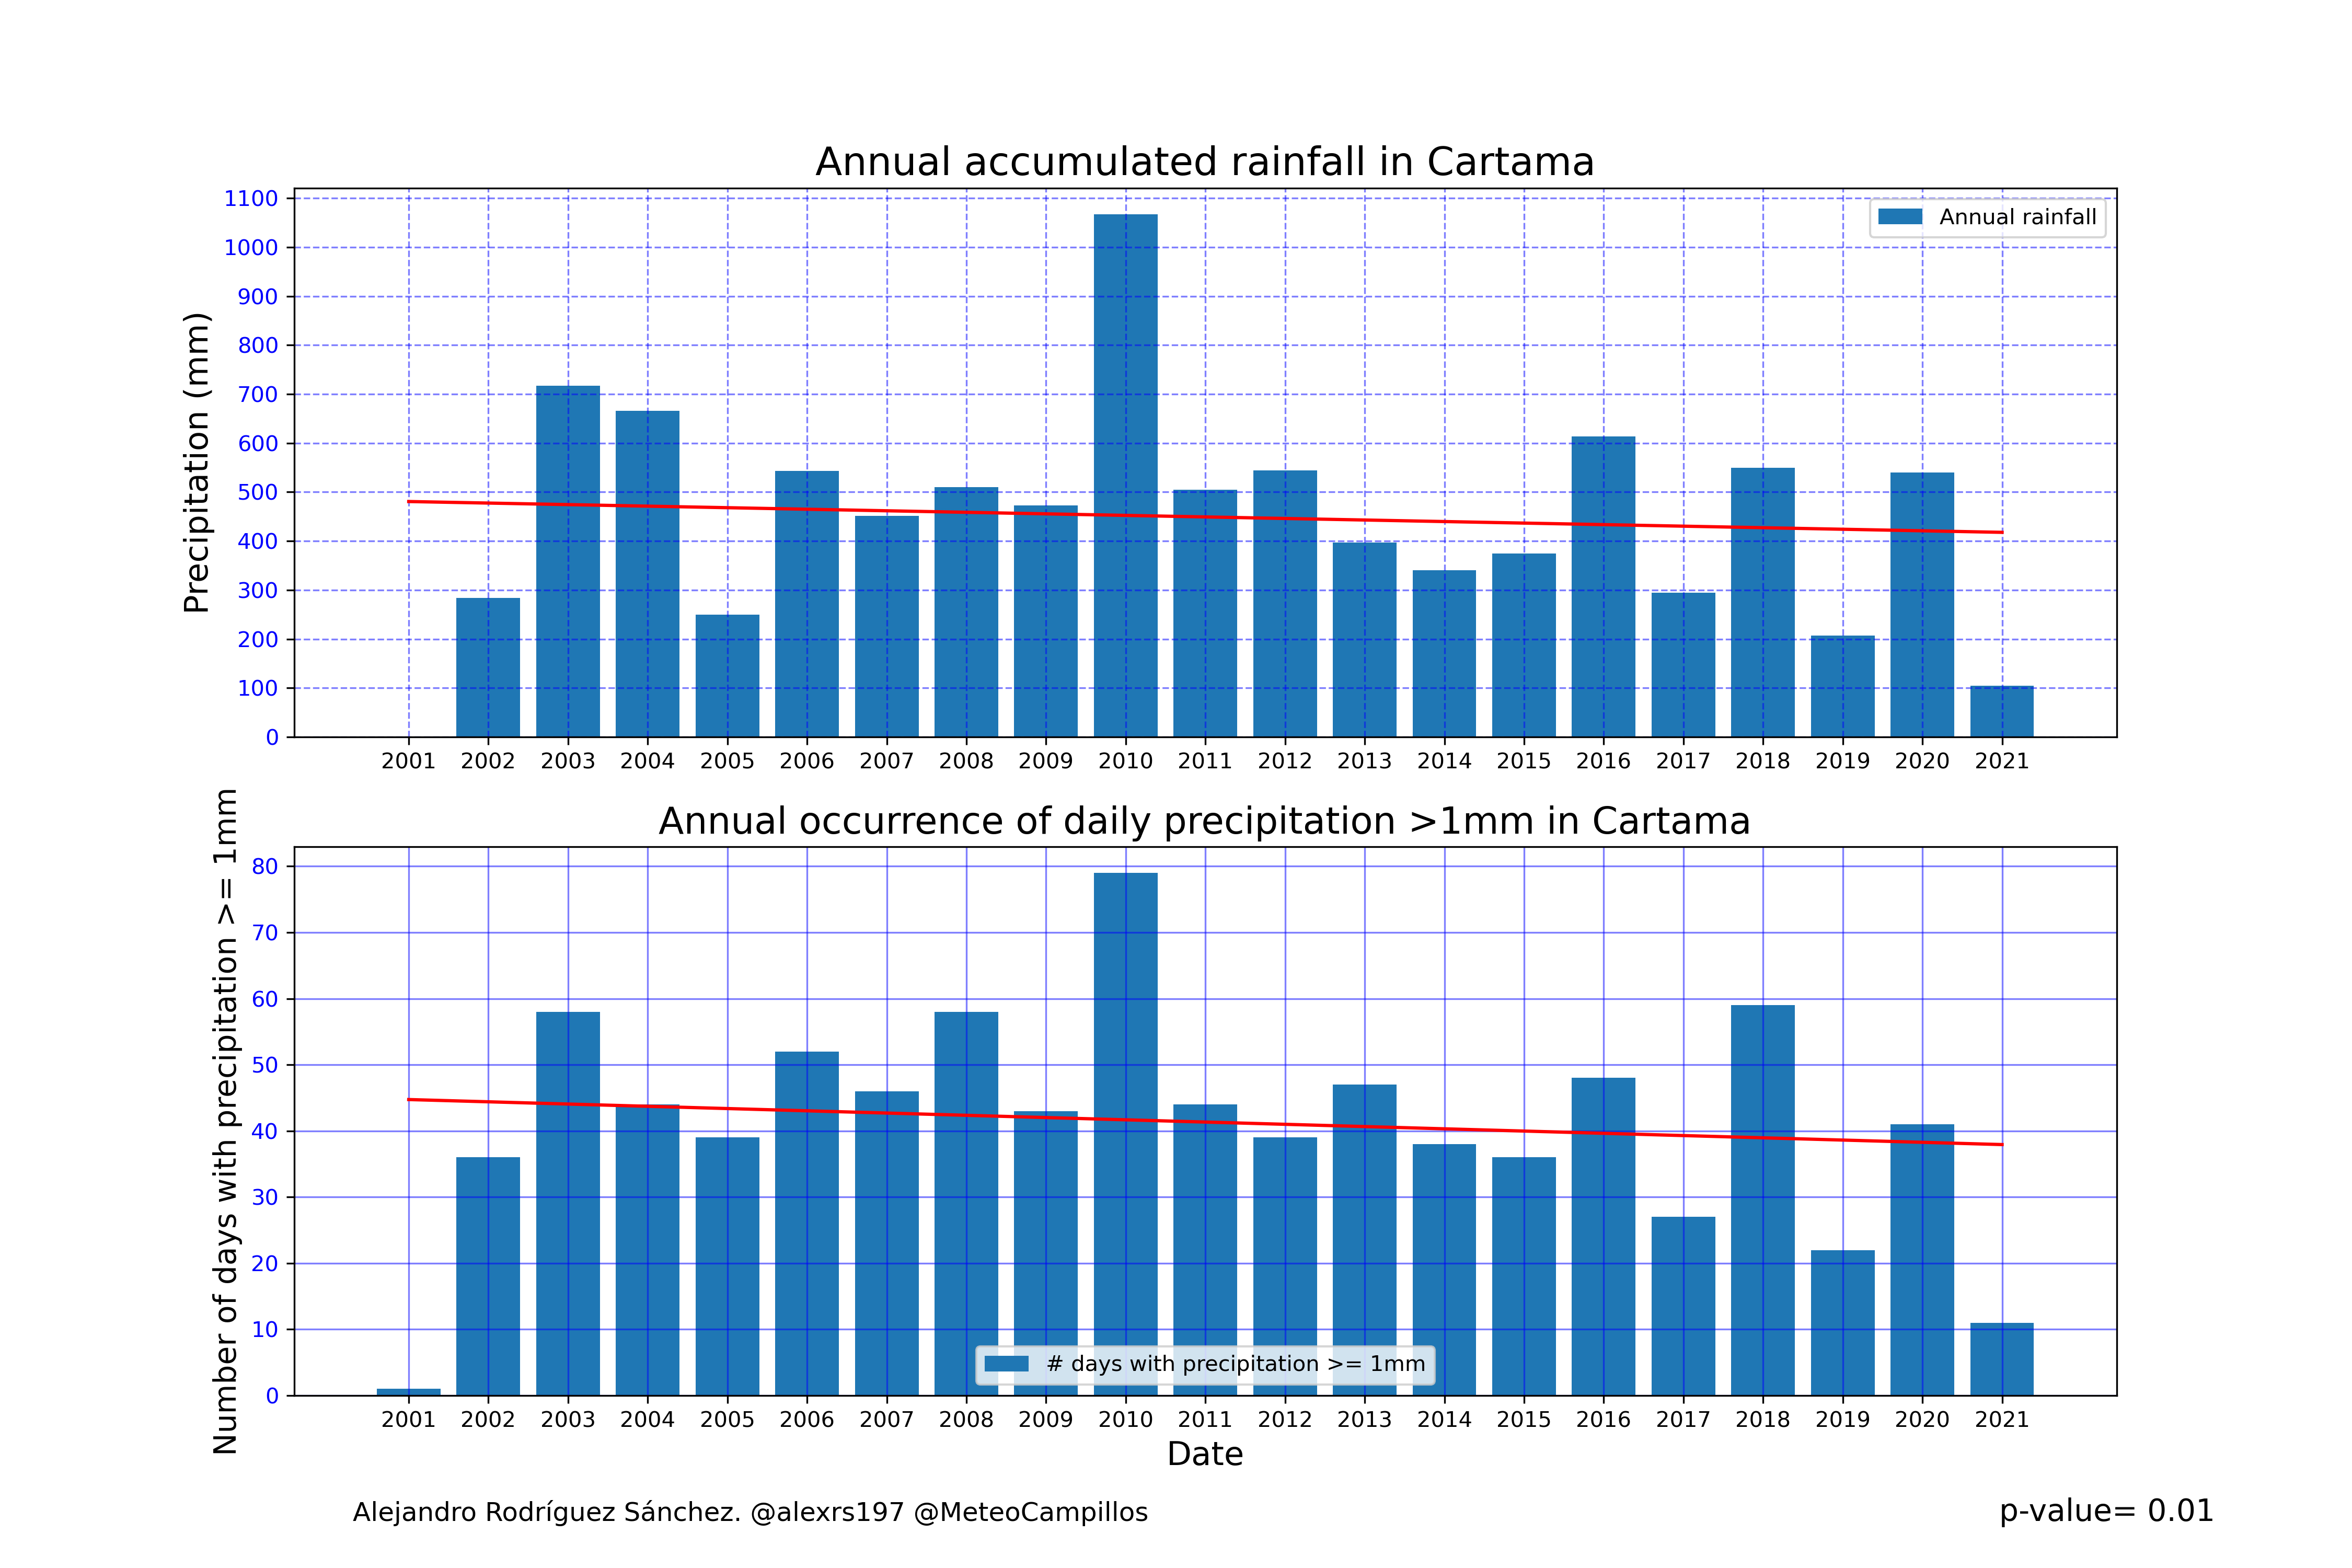 Annual accumulated rainfall in Cartama
Precipitation (mm)
1100
1000
900
800
700
600
500
400
300
200
100
0
Annual rainfall
2001 2002 2003 2004 2005 2006 2007 2008 2009 2010 2011 2012 2013 2014 2015 2016 2017 2018 2019 2020 2021
Annual occurrence of daily precipitation >1mm in Cartama
Number of days with precipitation >= 1mm
80
70
60
50
40
30
20
10
0
# days with precipitation >= 1mm
2001 2002 2003 2004 2005 2006 2007 2008 2009 2010 2011 2012 2013 2014 2015 2016 2017 2018 2019 2020 2021
Date
Alejandro Rodríguez Sánchez. @alexrs197 @MeteoCampillos
p-value= 0.01